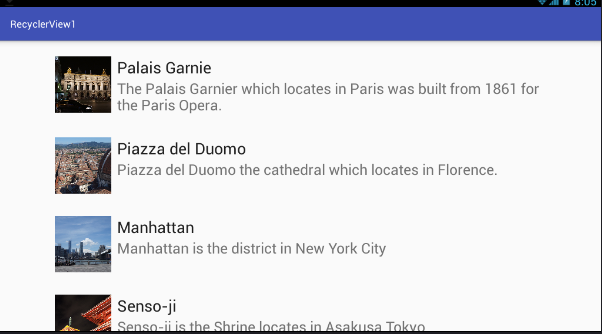 8:05
RecyclerView1
Palais Garnie
The Palais Garnier which locates in Paris was built from 1861 for
the Paris Opera.
Piazza del Duomo
Piazza del Duomo the cathedral which locates in Florence.
Manhattan
Manhattan is the district in New York City
Senso-ji
Senso-ji is the Shrine locates in Asakusa Tokyo